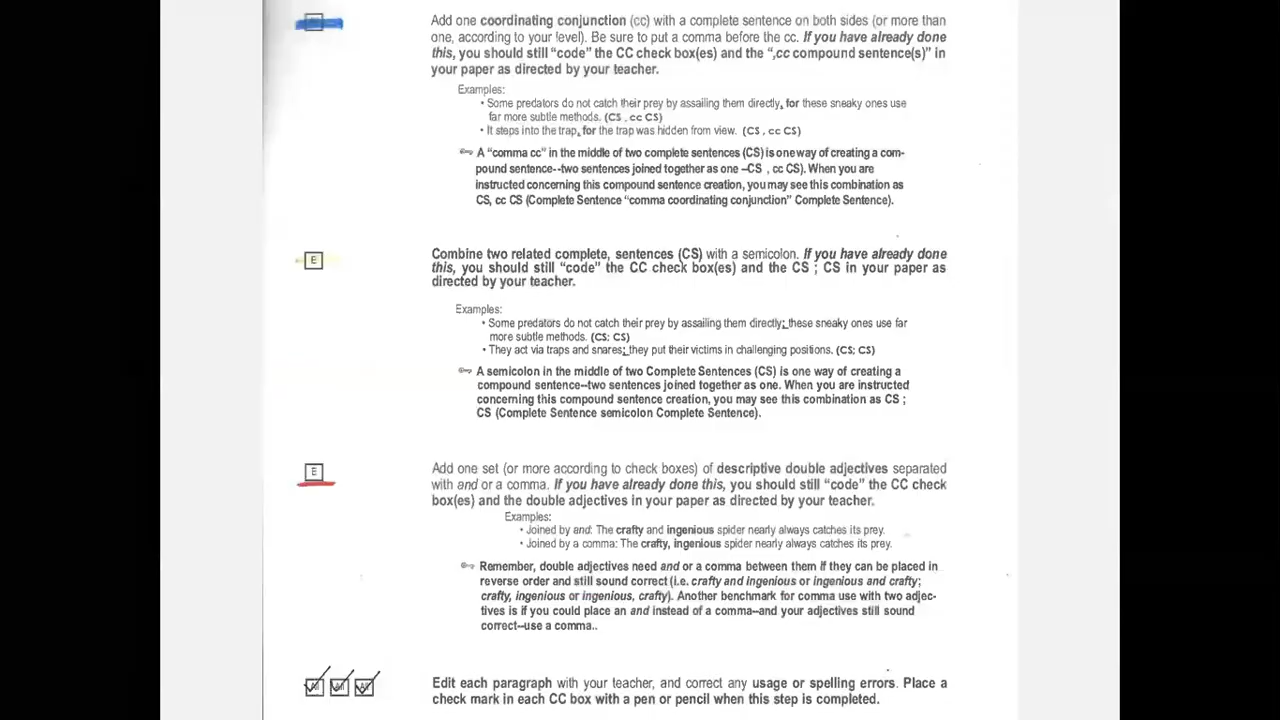 Add one coordinating conjunction (cc) with a complete sentence on both sides (or more than
one, according to your level). Be sure to put a comma before the cc. If you have already done
this, you should still “code” the CC check box(es) and the “,cc compound sentence(s)” in
your paper as directed by your teacher.
Examples:
• Some predators do not catch their prey by assailing them directly, for these sneaky ones use
far more subtle methods. (CS , cc CS)
• It steps into the trap, for the trap was hidden from view. (CS , cc CS)
A “comma cc” in the middle of two complete sentences (CS) is one way of creating a com-
pound sentence--two sentences joined together as one --CS , cc CS). When you are
instructed concerning this compound sentence creation, you may see this combination as
CS, cc CS (Complete Sentence “comma coordinating conjunction” Complete Sentence).
E
Combine two related complete, sentences (CS) with a semicolon. If you have already done
this, you should still “code” the CC check box(es) and the CS ; CS in your paper as
directed by your teacher.
Examples:
• Some predators do not catch their prey by assailing them directly; these sneaky ones use far
more subtle methods. (CS; CS)
• They act via traps and snares; they put their victims in challenging positions. (CS; CS)
A semicolon in the middle of two Complete Sentences (CS) is one way of creating a
compound sentence--two sentences joined together as one. When you are instructed
concerning this compound sentence creation, you may see this combination as CS ;
CS (Complete Sentence semicolon Complete Sentence).
E
Add one set (or more according to check boxes) of descriptive double adjectives separated
with and or a comma. If you have already done this, you should still “code” the CC check
box(es) and the double adjectives in your paper as directed by your teacher.
Examples:
• Joined by and: The crafty and ingenious spider nearly always catches its prey.
• Joined by a comma: The crafty, ingenious spider nearly always catches its prey.
Remember, double adjectives need and or a comma between them if they can be placed in
reverse order and still sound correct (i.e. crafty and ingenious or ingenious and crafty;
crafty, ingenious or ingenious, crafty). Another benchmark for comma use with two adjec-
tives is if you could place an and instead of a comma--and your adjectives still sound
correct--use a comma..
All All All
Edit each paragraph with your teacher, and correct any usage or spelling errors. Place a
check mark in each CC box with a pen or pencil when this step is completed.